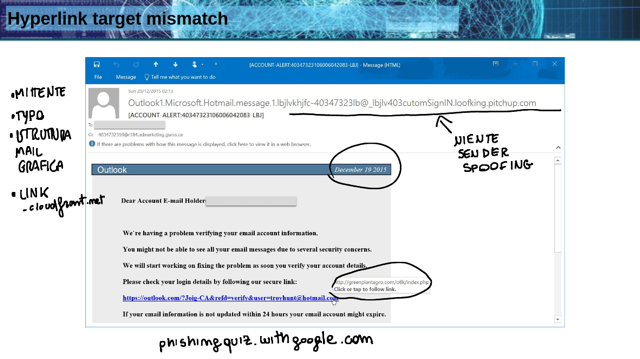 Hyperlink target mismatch
[ACCOUNT-ALERT:40347323106006042083-LBJ] - Message (HTML)
File Message Tell me what you want to do
Sun 20/12/2015 02:13
Outlook1.Microsoft.Hotmail.message.1.lbjlvkhjfc-40347323lb@_lbjlv403cutomSignIN.loofking.pitchup.com
[ACCOUNT-ALERT:40347323106006042083-LBJ]
To
Cc
If there are problems with how this message is displayed, click here to view it in a web browser.
• MITTENTE
• TYPO
• STRUTTURA
MAIL
GRAFICA
• LINK
- cloudfront.net
NIENTE
SENDER
SPOOFING
Outlook December 19 2015
Dear Account E-mail Holder
We're having a problem verifying your email account information.
You might not be able to see all your email messages due to several security concerns.
We will start working on fixing the problem as soon you verify your account details.
Please check your login details by following our secure link:
http://greenplantagro.com/ot8k/index.php
Click or tap to follow link.
https://outlook.com/?Joig-CA&refd=verify&user=troyhunt@hotmail.com
If your email information is not updated within 24 hours your email account might expire.
phishingquiz.withgoogle.com